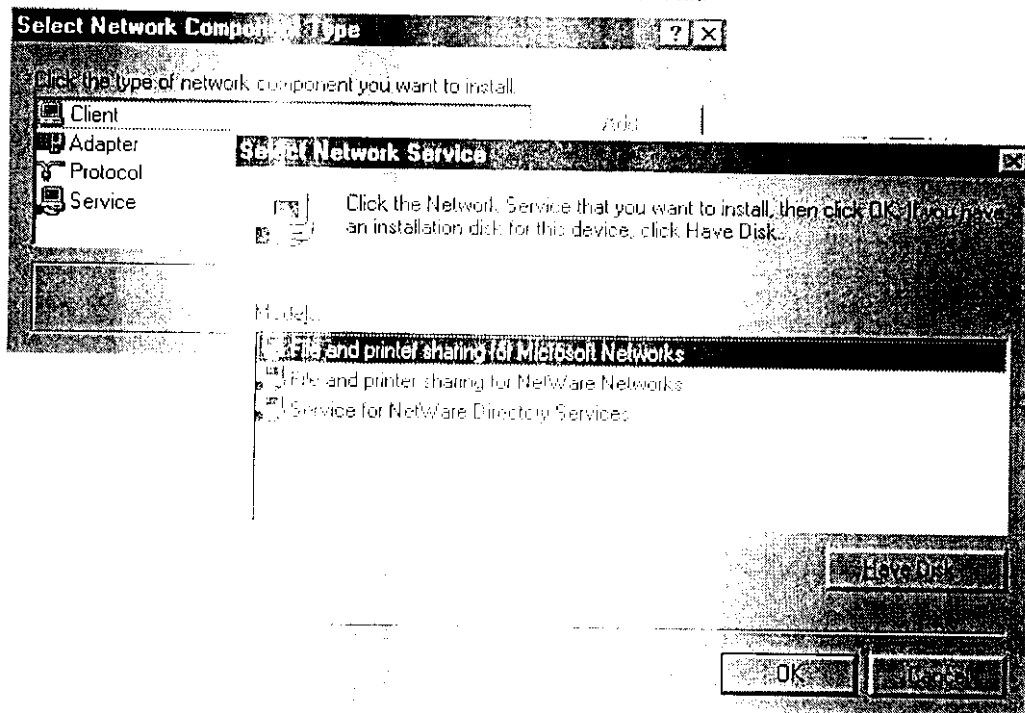 Select Network Component Type
? ×
Click the type of network component you want to install.
Client
Adapter
Protocol
Service
Add
Select Network Service
×
Click the Network Service that you want to install, then click OK. If you have
an installation disk for this device, click Have Disk.
Models:
File and printer sharing for Microsoft Networks
File and printer sharing for NetWare Networks
Service for NetWare Directory Services
Have Disk
OK
Cancel